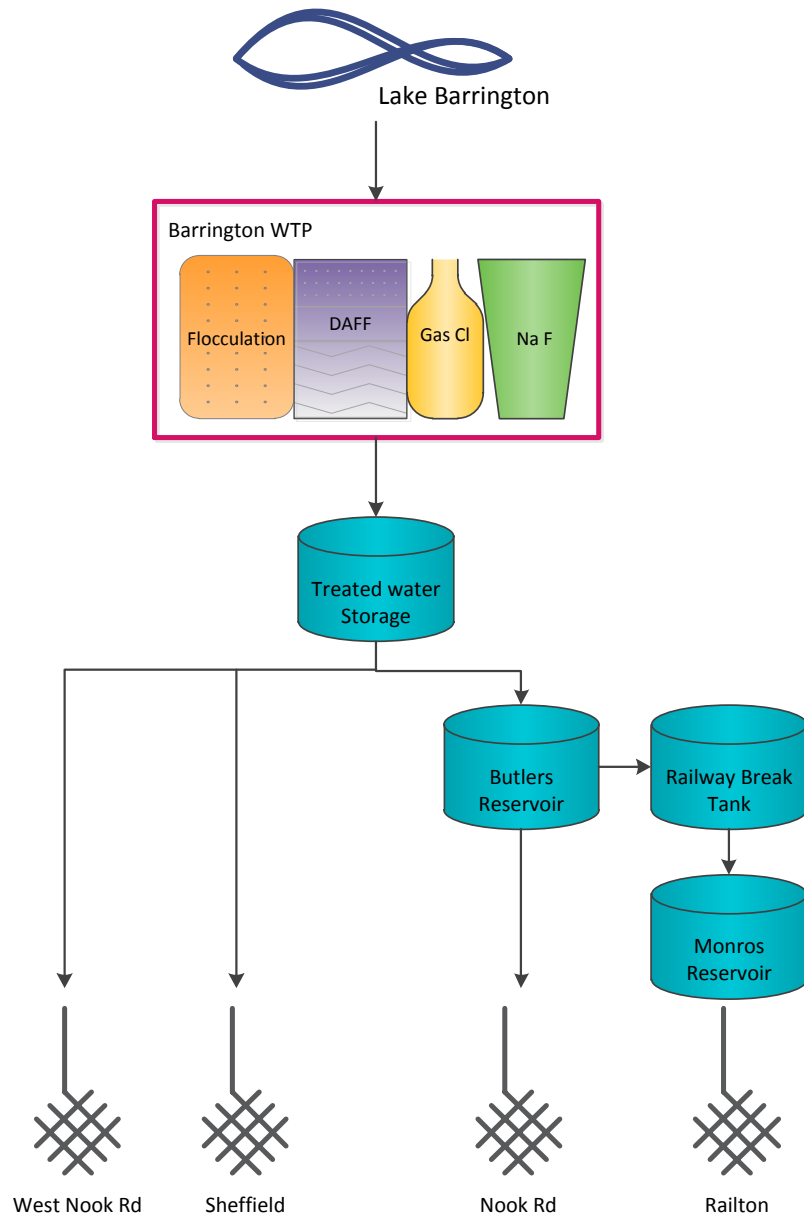 Lake Barrington
Barrington WTP
Flocculation
DAFF
Gas Cl
Na F
Treated water
Storage
Butlers
Reservoir
Railway Break
Tank
Monros
Reservoir
West Nook Rd
Sheffield
Nook Rd
Railton